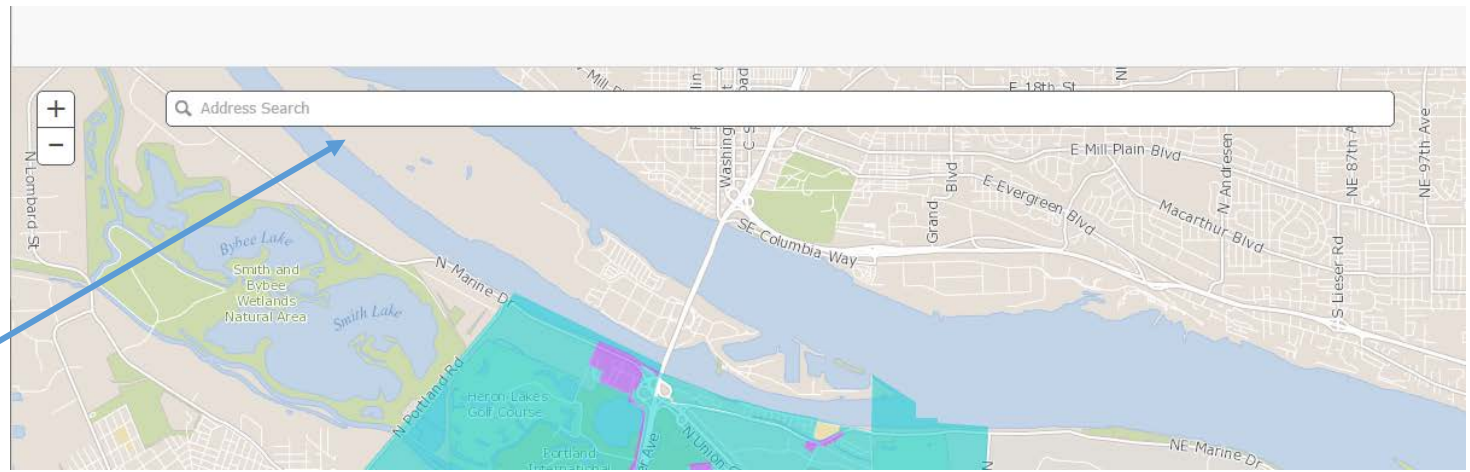 E 18th St
+
Address Search
−
N Lombard St
Washing
C S
E Mill Plain Blvd
N Andresen
NE 87th A
NE 97th Ave
Grand
Blvd
E Evergreen Blvd
Macarthur Blvd
Bybee Lake
SE Columbia Way
S Lieser Rd
Smith and
Bybee
Wetlands
Natural Area
N Marine Dr
Smith Lake
Heron Lakes
Golf Course
N Portland Rd
Portland
International
er Ave
N Union C
NE Marine Dr
N